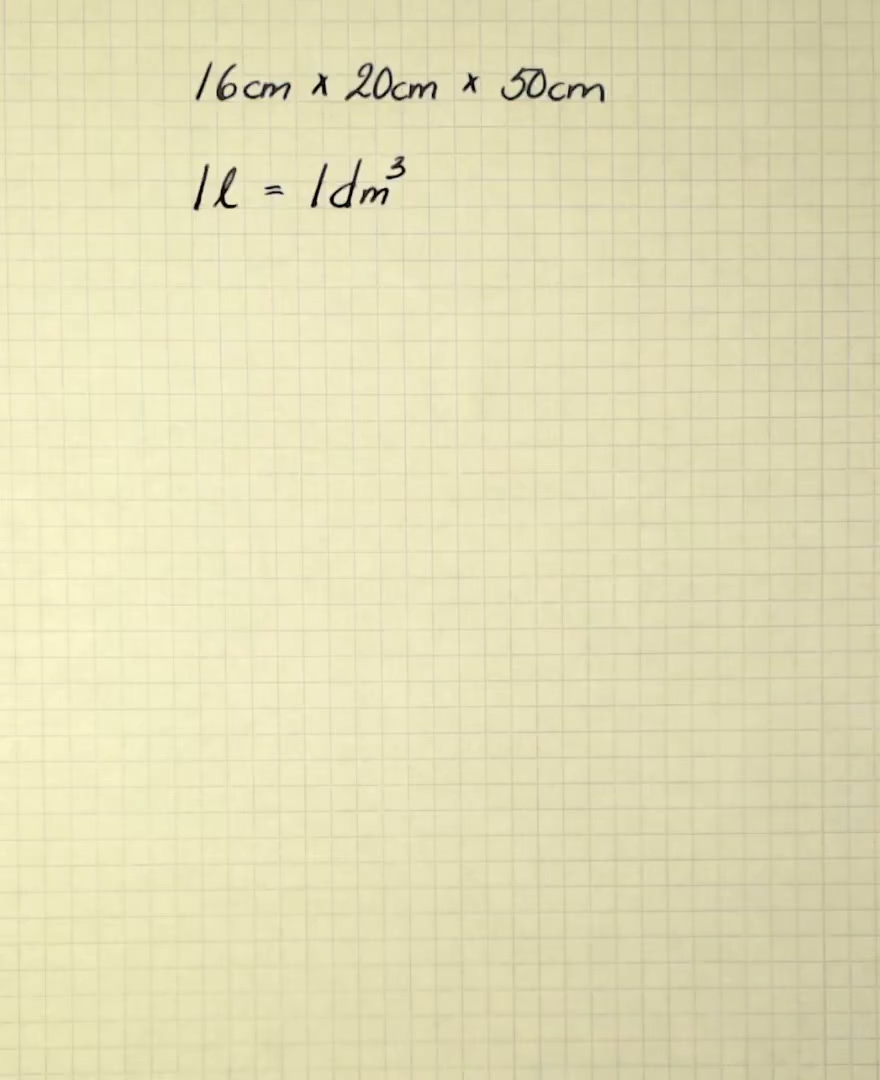 16cm × 20cm × 50cm
1l = 1dm³